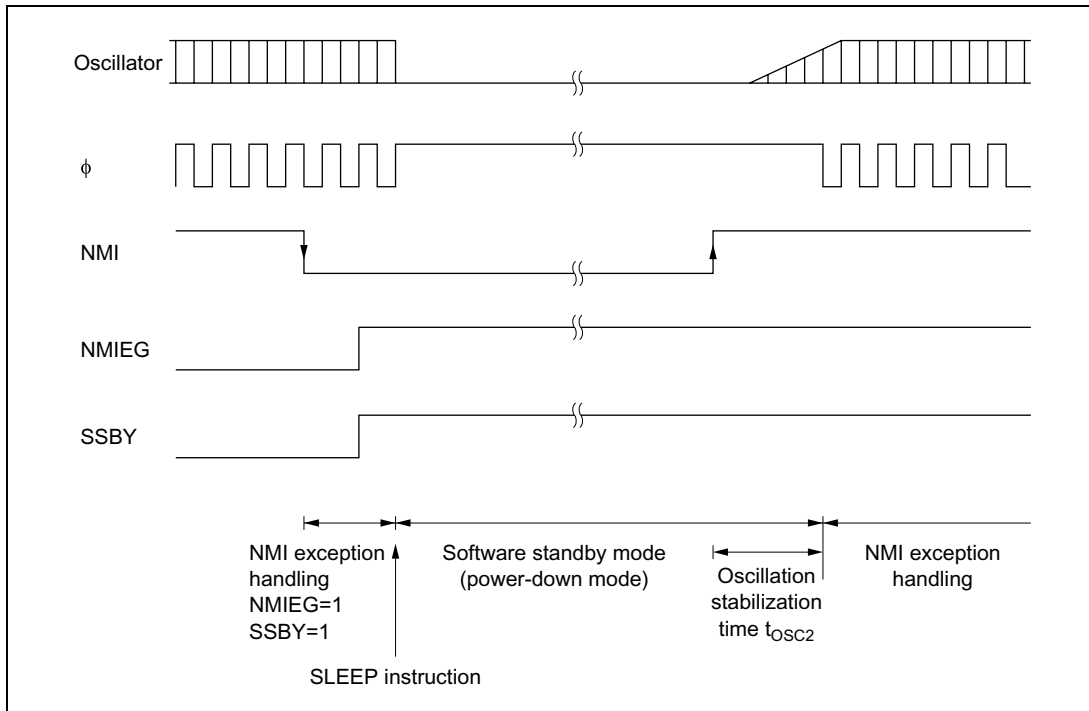 Oscillator
ϕ
NMI
NMIEG
SSBY
NMI exception
handling
NMIEG=1
SSBY=1
Software standby mode
(power-down mode)
Oscillation
stabilization
time tOSC2
NMI exception
handling
SLEEP instruction